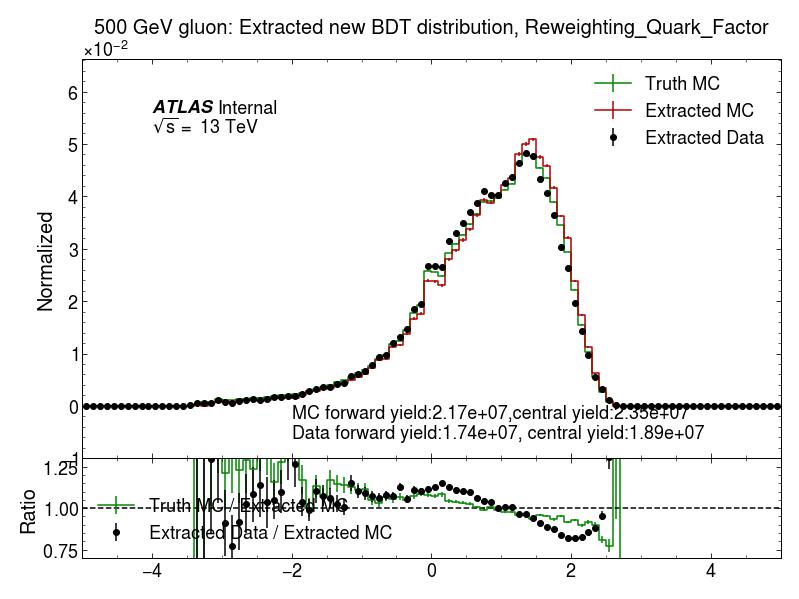 500 GeV gluon: Extracted new BDT distribution, Reweighting_Quark_Factor
×10−2
ATLAS Internal
√s = 13 TeV
Truth MC
Extracted MC
Extracted Data
6
5
4
3
2
1
0
Normalized
MC forward yield:2.17e+07,central yield:2.35e+07
Data forward yield:1.74e+07, central yield:1.89e+07
1
1.25
1.00
0.75
Ratio
Truth MC / Extracted MC
Extracted Data / Extracted MC
−4 −2 0 2 4